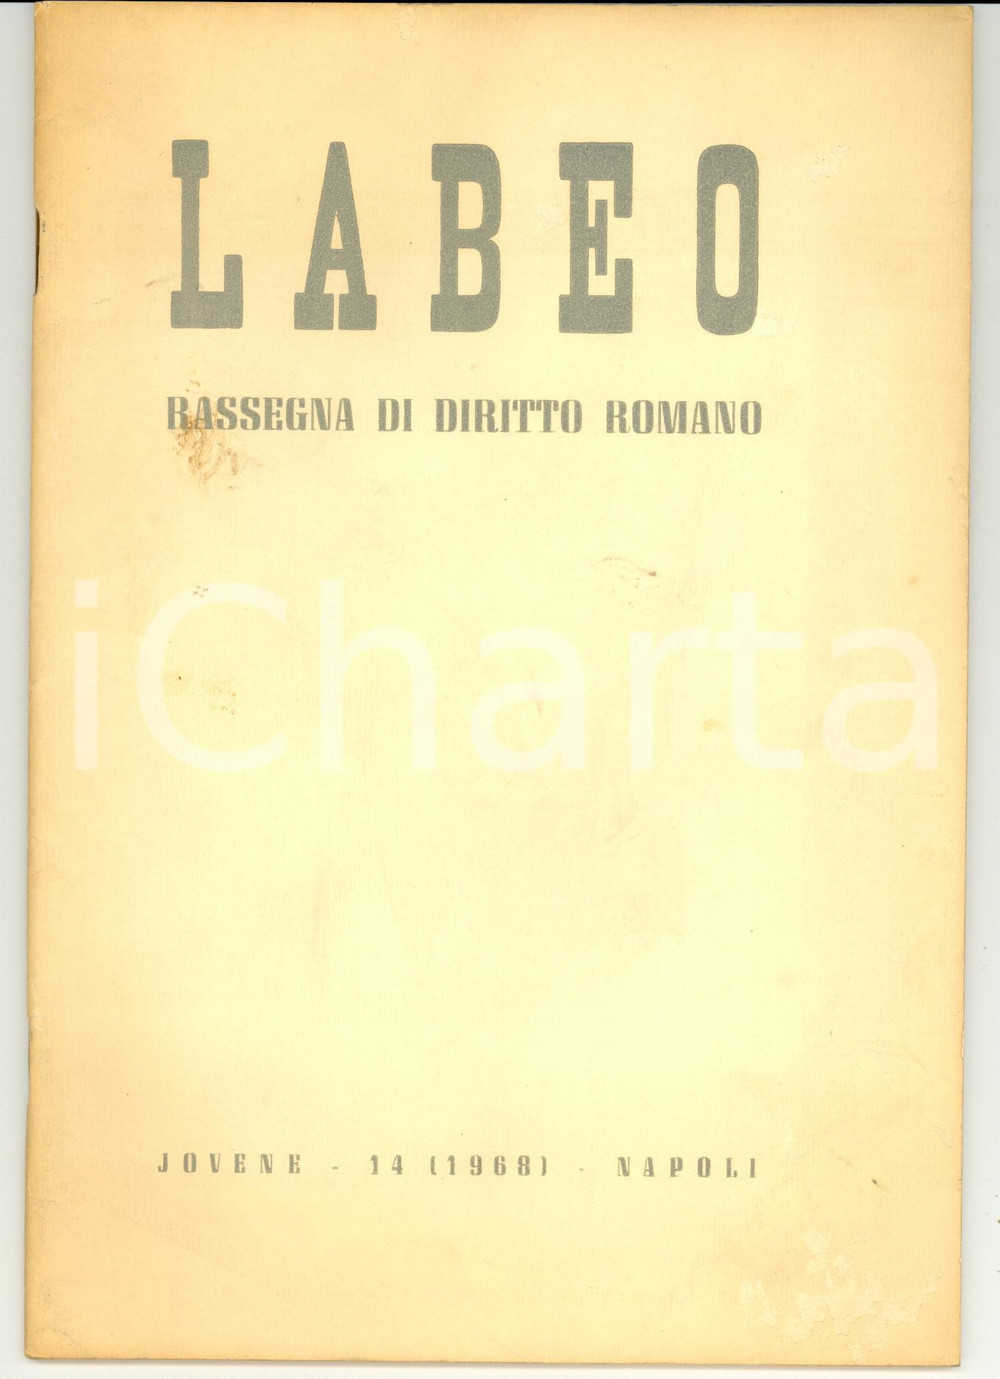 LABEO
RASSEGNA DI DIRITTO ROMANO
iCharta
JOVENE - 14 (1968) - NAPOLI